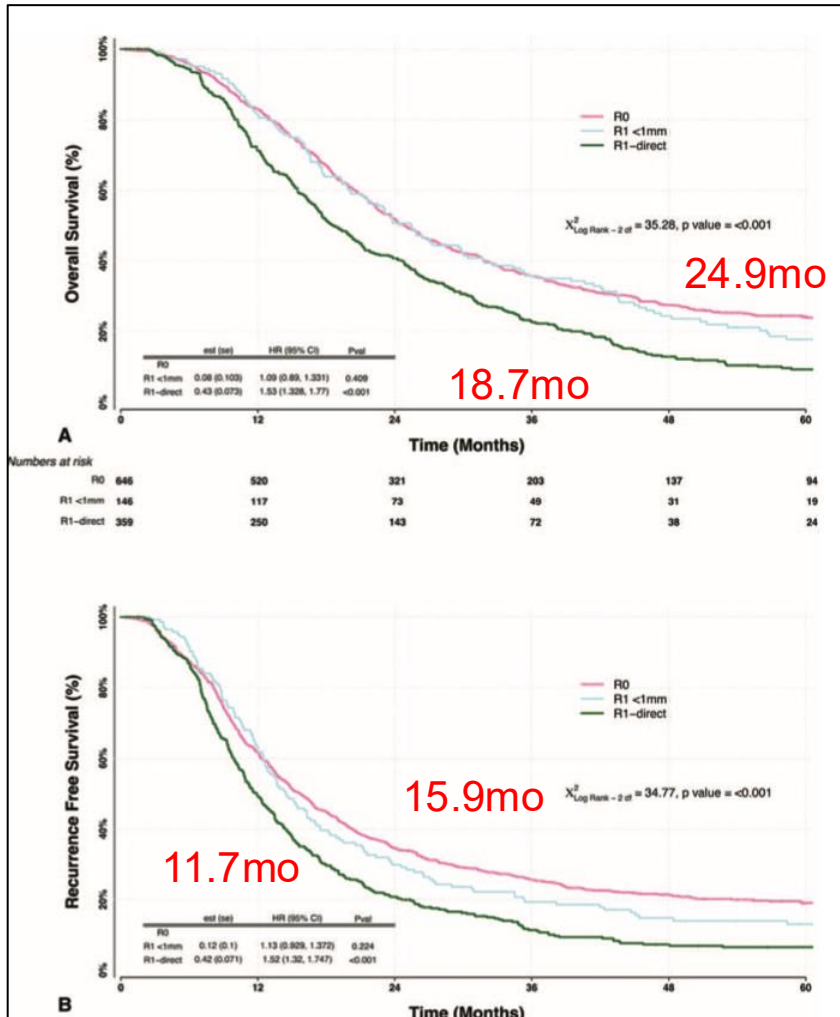 100%
80%
60%
40%
20%
0%
Overall Survival (%)
R0
R1 <1mm
R1-direct
X² Log Rank - 2 df = 35.28, p value = <0.001
24.9mo
18.7mo
est (se) HR (95% CI) Pval
R0
R1 <1mm 0.08 (0.103) 1.09 (0.89, 1.331) 0.409
R1-direct 0.43 (0.073) 1.53 (1.328, 1.77) <0.001
0 12 24 36 48 60
A
Time (Months)
Numbers at risk
R0 646 520 321 203 137 94
R1 <1mm 146 117 73 49 31 19
R1-direct 359 250 143 72 38 24
100%
80%
60%
40%
20%
0%
Recurrence Free Survival (%)
R0
R1 <1mm
R1-direct
X² Log Rank - 2 df = 34.77, p value = <0.001
15.9mo
11.7mo
est (se) HR (95% CI) Pval
R0
R1 <1mm 0.12 (0.1) 1.13 (0.929, 1.372) 0.224
R1-direct 0.42 (0.071) 1.52 (1.32, 1.747) <0.001
0 12 24 36 48 60
B
Time (Months)